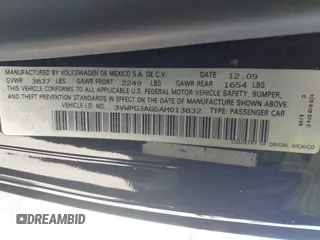 MANUFACTURED BY VOLKSWAGEN DE MEXICO S.A. DE C.V. DATE 12.09
GVWR 3837 LBS GAWR FRONT 2249 LBS GAWR REAR 1654 LBS
THIS VEHICLE CONFORMS TO ALL APPLICABLE U.S. FEDERAL MOTOR VEHICLE SAFETY, BUMPER,
AND THEFT PREVENTION STANDARDS IN EFFECT ON THE DATE OF MANUFACTURE SHOWN ABOVE.
VEHICLE IDENT. NO. 3VWPG3AG5AH013832 TYPE: PASSENGER CAR
COUNTRY OF ORIGIN: MEXICO
DREAMBID